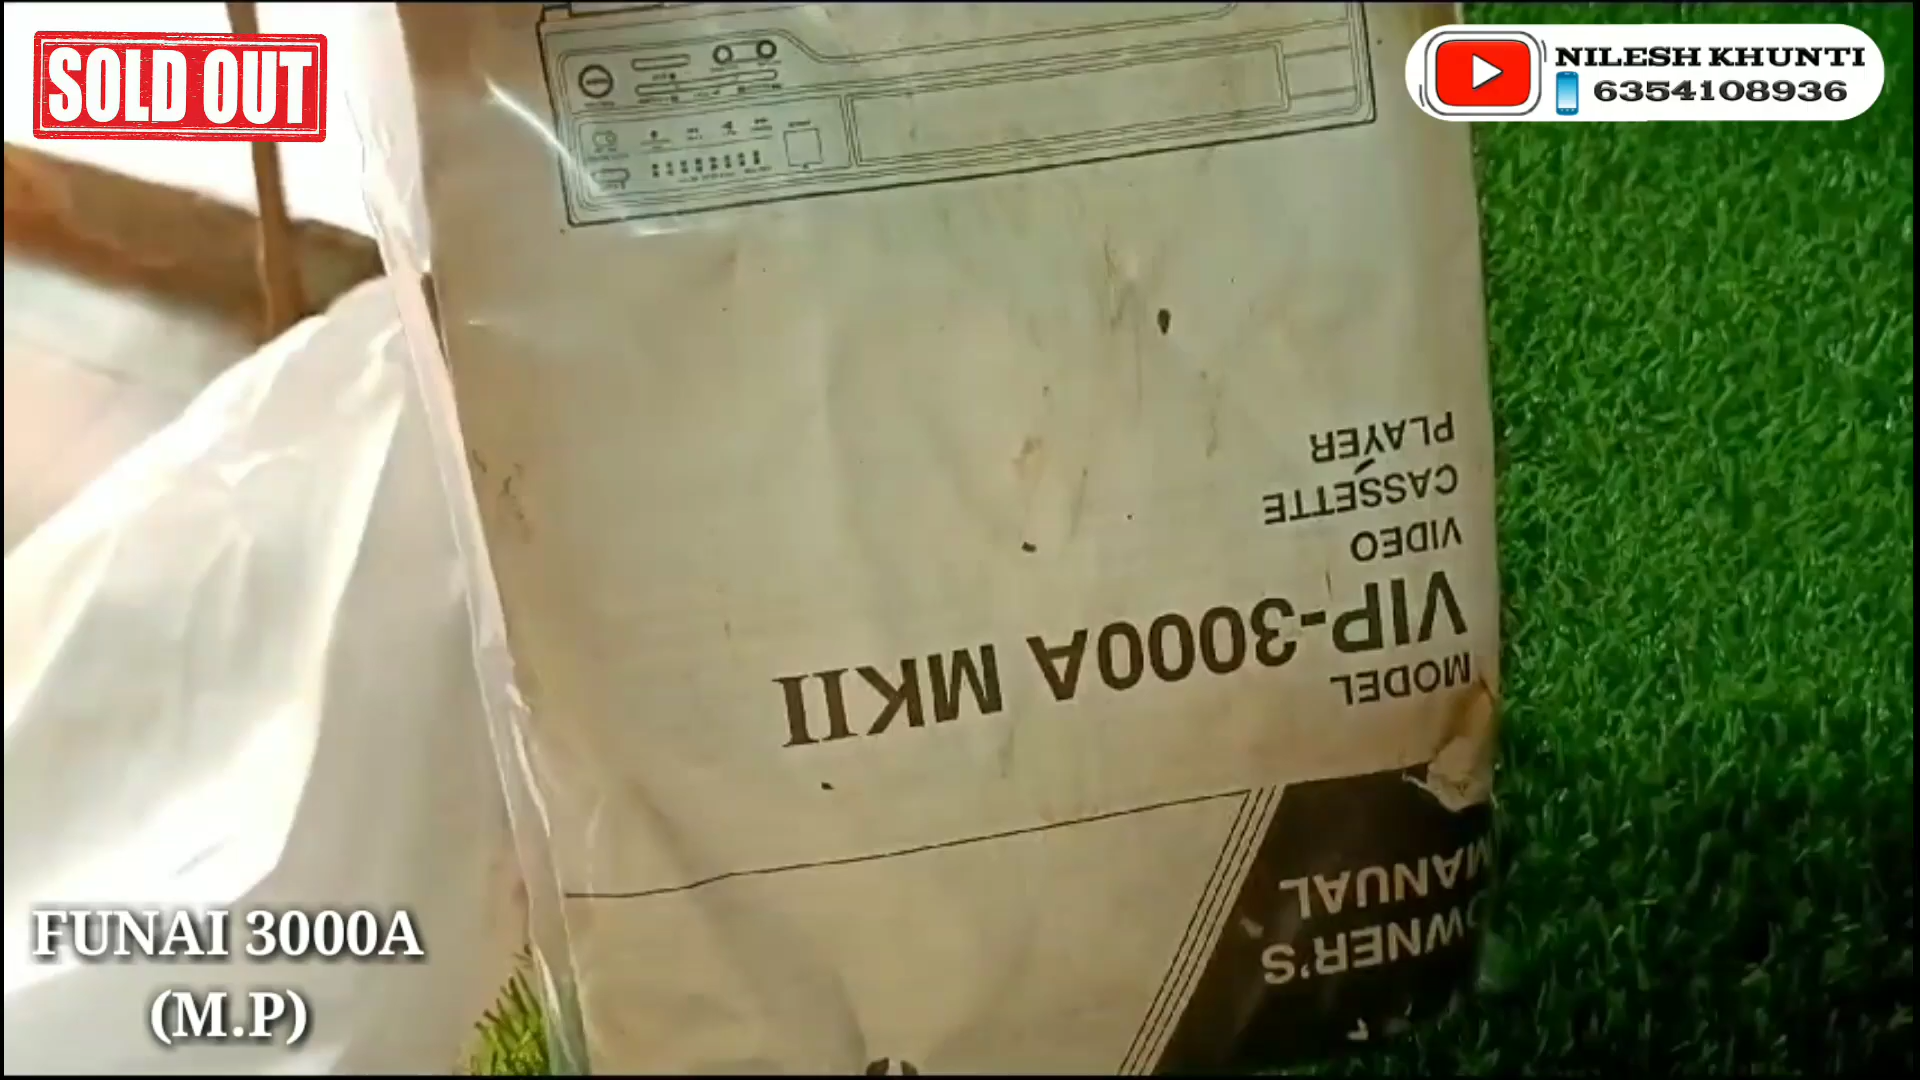 SOLD OUT
NILESH KHUNTI
6354108936
OWNER'S
MANUAL
MODEL
VIP-3000A MKII
VIDEO
CASSETTE
PLAYER
FUNAI 3000A
(M.P)